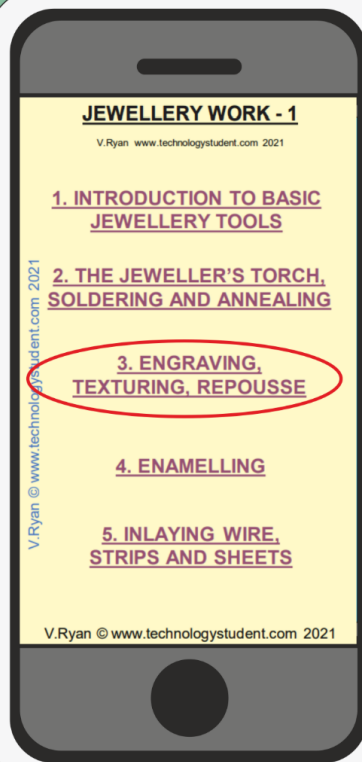 JEWELLERY WORK - 1
V.Ryan www.technologystudent.com 2021
1. INTRODUCTION TO BASIC
JEWELLERY TOOLS
2. THE JEWELLER'S TORCH,
SOLDERING AND ANNEALING
3. ENGRAVING,
TEXTURING, REPOUSSE
4. ENAMELLING
5. INLAYING WIRE,
STRIPS AND SHEETS
V.Ryan © www.technologystudent.com 2021
V.Ryan © www.technologystudent.com 2021